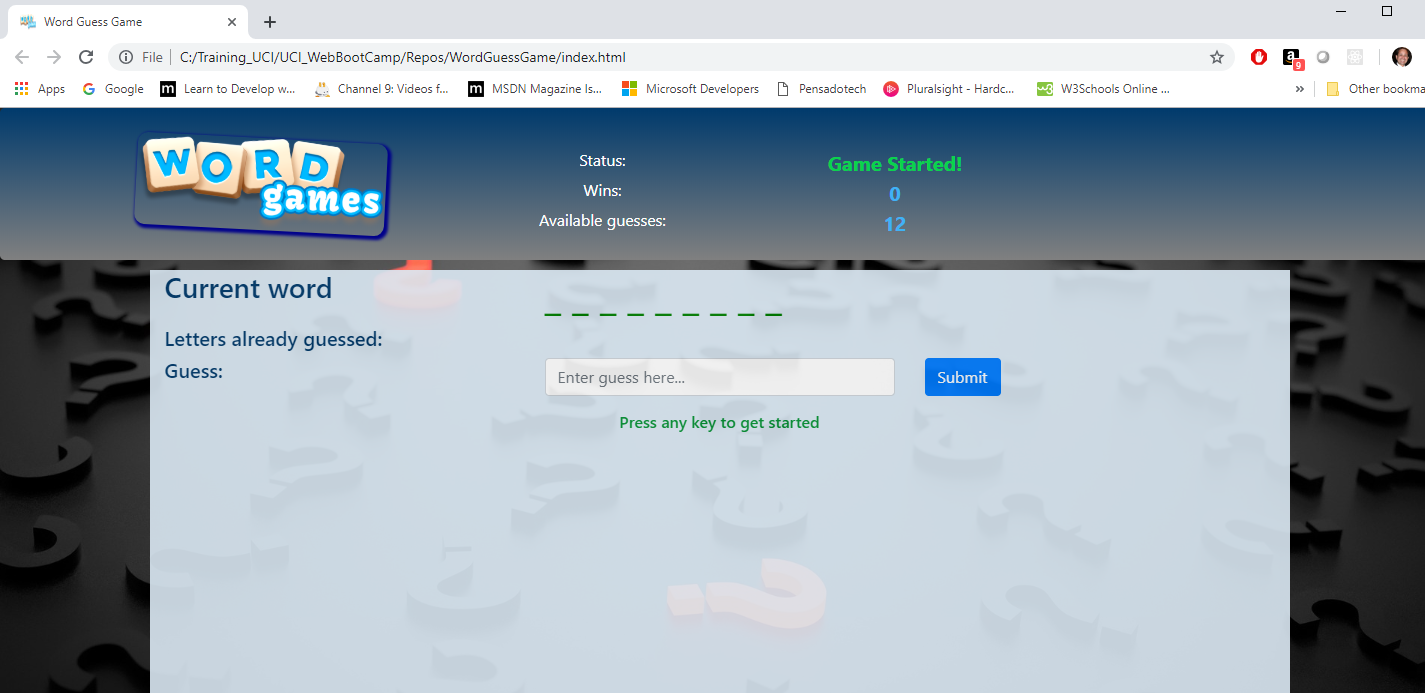 Word Guess Game
File C:/Training_UCI/UCI_WebBootCamp/Repos/WordGuessGame/index.html
a 9
Apps Google Learn to Develop w... Channel 9: Videos f... MSDN Magazine Is... Microsoft Developers Pensadotech Pluralsight - Hardc... W3Schools Online ... » Other bookma
WORD
games
Status: Game Started!
Wins: 0
Available guesses: 12
Current word
_ _ _ _ _ _ _ _ _
Letters already guessed:
Guess: Enter guess here... Submit
Press any key to get started